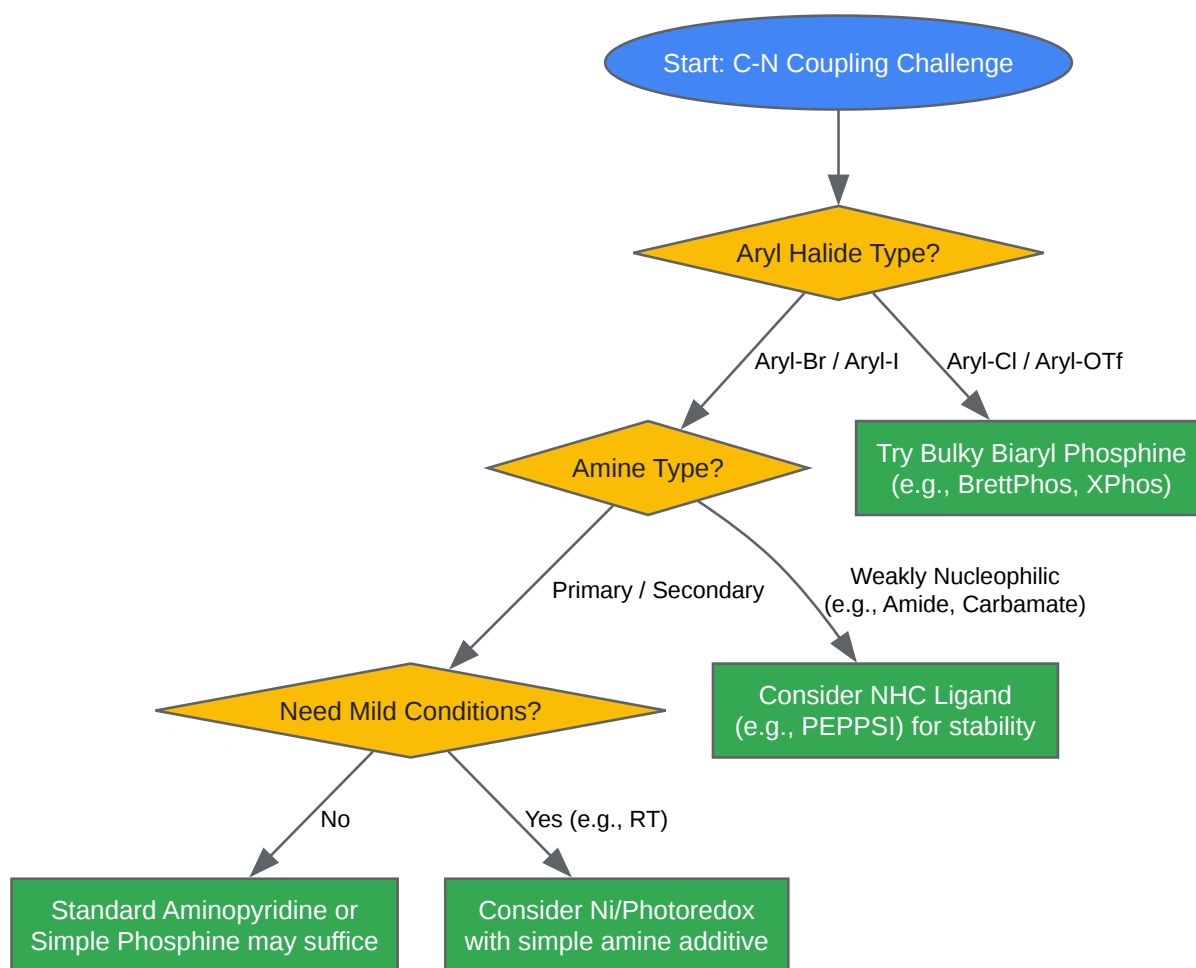 Start: C-N Coupling Challenge
Aryl Halide Type?
Aryl-Br / Aryl-I
Aryl-Cl / Aryl-OTf
Amine Type?
Try Bulky Biaryl Phosphine
(e.g., BrettPhos, XPhos)
Primary / Secondary
Weakly Nucleophilic
(e.g., Amide, Carbamate)
Need Mild Conditions?
Consider NHC Ligand
(e.g., PEPPSI) for stability
No
Yes (e.g., RT)
Standard Aminopyridine or
Simple Phosphine may suffice
Consider Ni/Photoredox
with simple amine additive